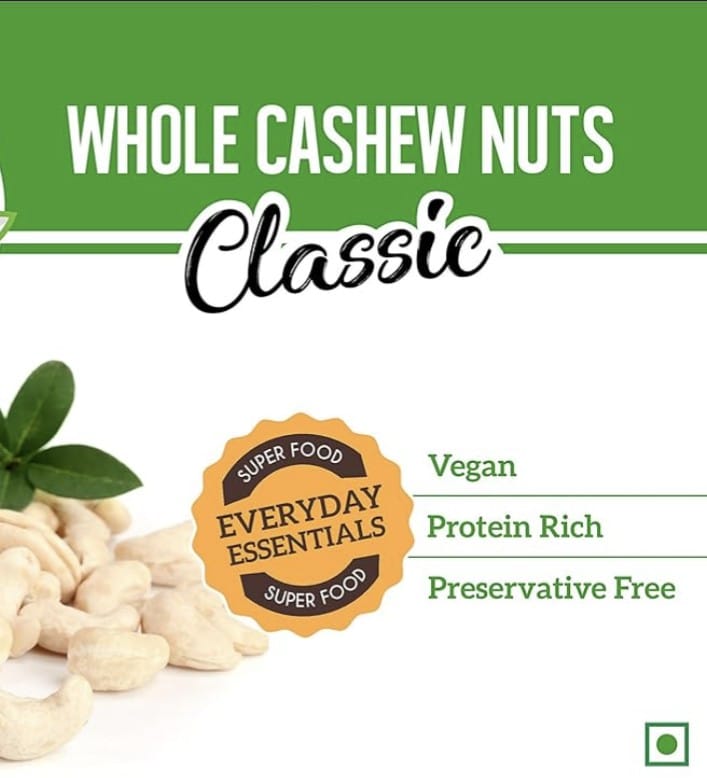 WHOLE CASHEW NUTS
Classic
SUPER FOOD
EVERYDAY
ESSENTIALS
SUPER FOOD
Vegan
Protein Rich
Preservative Free